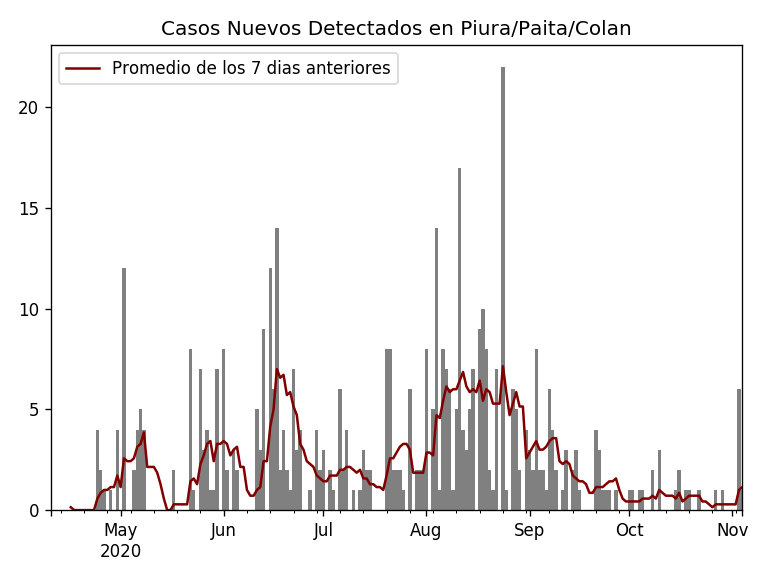 Casos Nuevos Detectados en Piura/Paita/Colan
Promedio de los 7 dias anteriores
20
15
10
5
0
May Jun Jul Aug Sep Oct Nov
2020